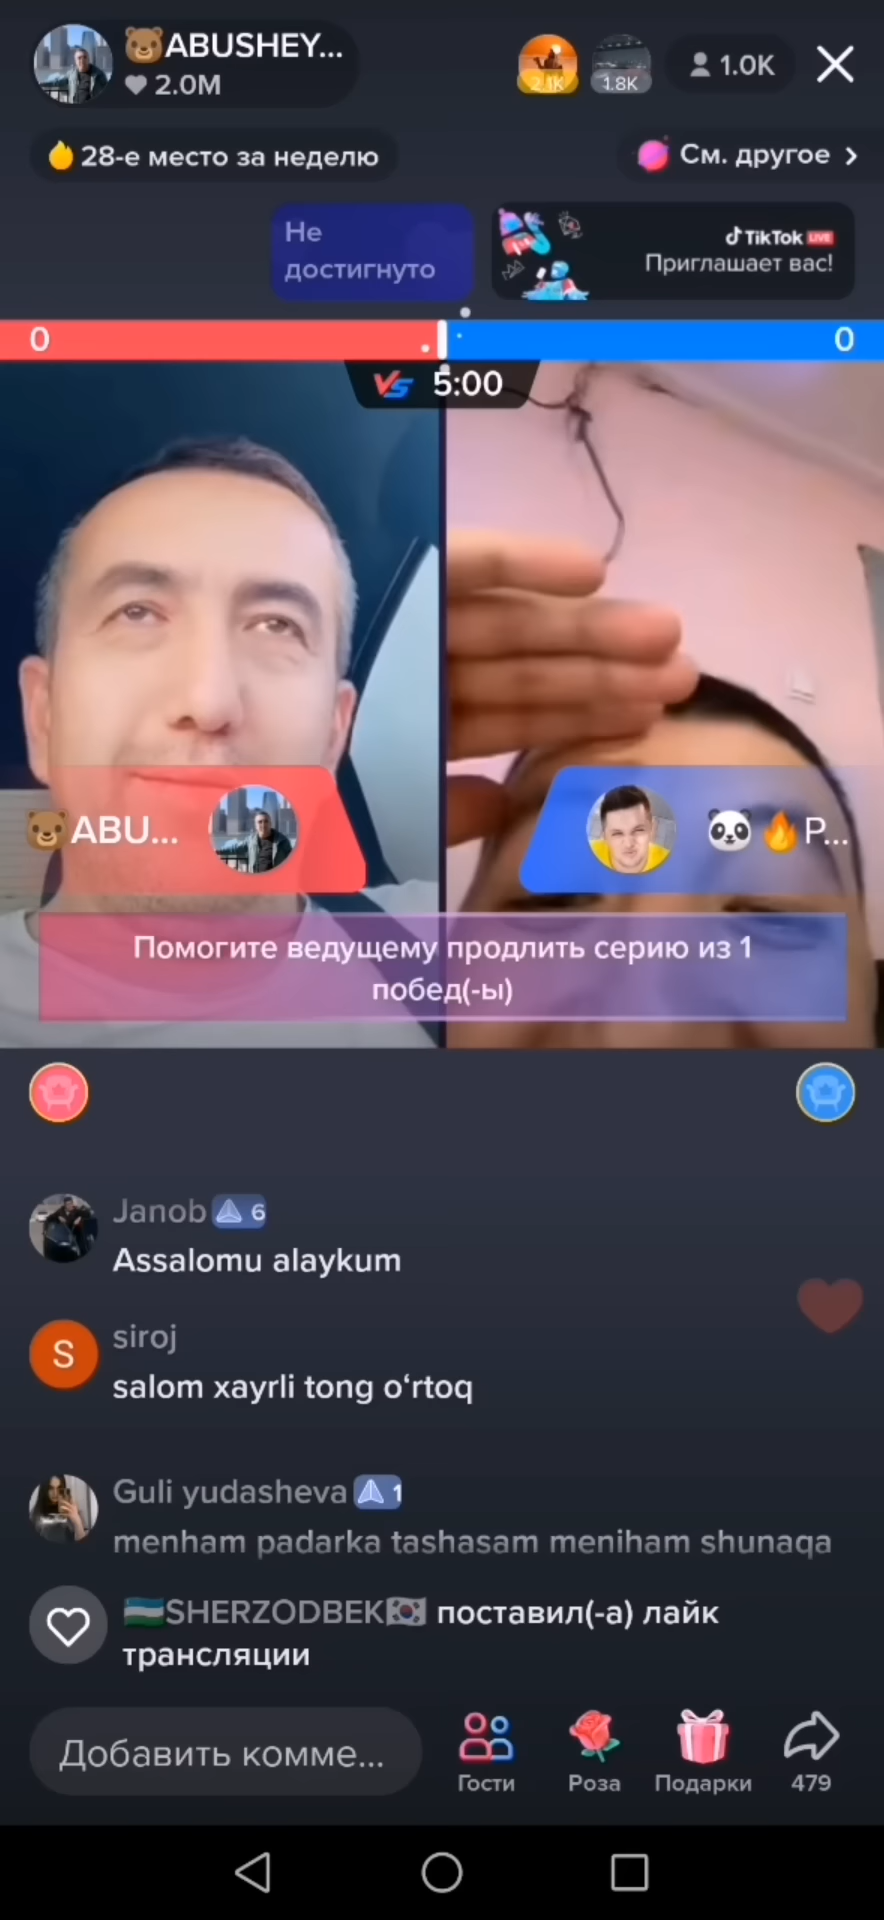 🐻ABUSHEY...
2.0M
2.1K
1.8K
1.0K
28-е место за неделю
См. другое
Не
достигнуто
TikTok LIVE
Приглашает вас!
0
0
VS 5:00
🐻ABU...
🐼🔥P...
Помогите ведущему продлить серию из 1
побед(-ы)
Janob 6
Assalomu alaykum
S
siroj
salom xayrli tong o‘rtoq
Guli yudasheva 1
menham padarka tashasam meniham shunaqa
🇺🇿SHERZODBEK🇰🇷 поставил(-а) лайк
трансляции
Добавить комме...
Гости
Роза
Подарки
479